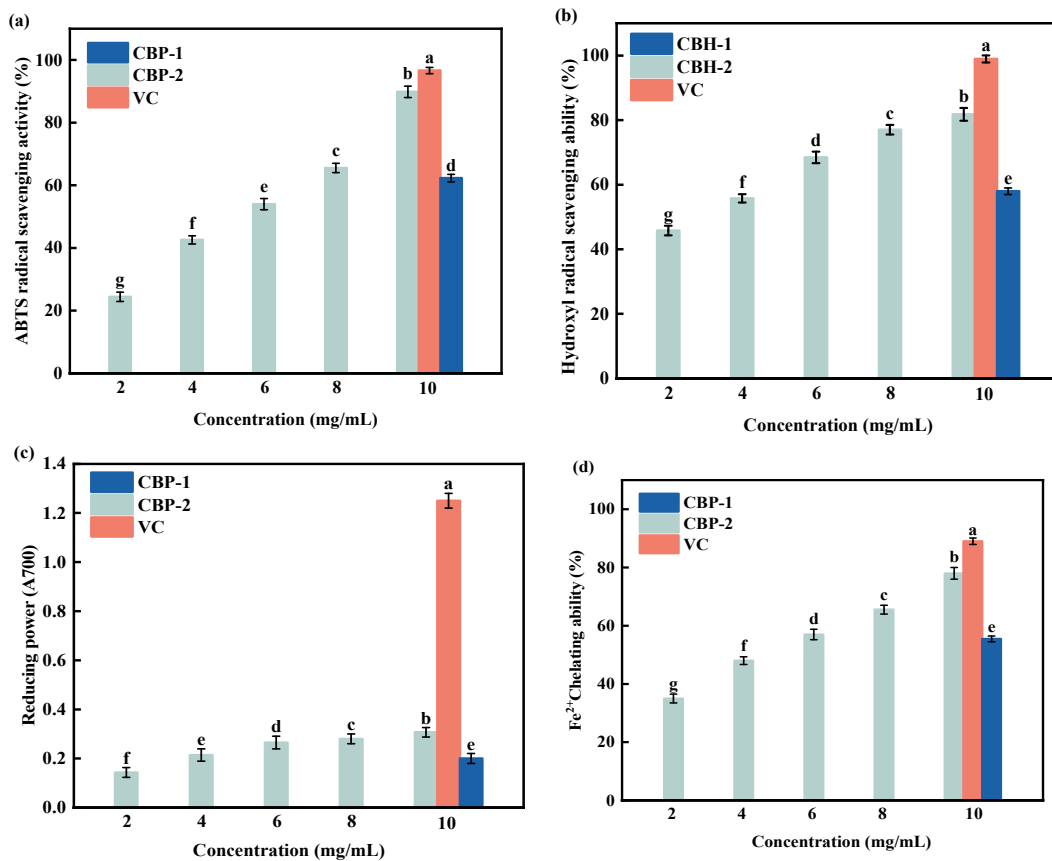 (a)
CBP-1
CBP-2
VC
ABTS radical scavenging activity (%)
100
80
60
40
20
0
g
f
e
c
b
a
d
2
4
6
8
10
Concentration (mg/mL)
(b)
CBH-1
CBH-2
VC
Hydroxyl radical scavenging ability (%)
100
80
60
40
20
0
g
f
d
c
b
a
e
2
4
6
8
10
Concentration (mg/mL)
(c)
CBP-1
CBP-2
VC
Reducing power (A700)
1.4
1.2
1.0
0.8
0.6
0.4
0.2
0.0
f
e
d
c
b
a
e
2
4
6
8
10
Concentration (mg/mL)
(d)
CBP-1
CBP-2
VC
Fe²⁺Chelating ability (%)
100
80
60
40
20
0
g
f
d
c
b
a
e
2
4
6
8
10
Concentration (mg/mL)